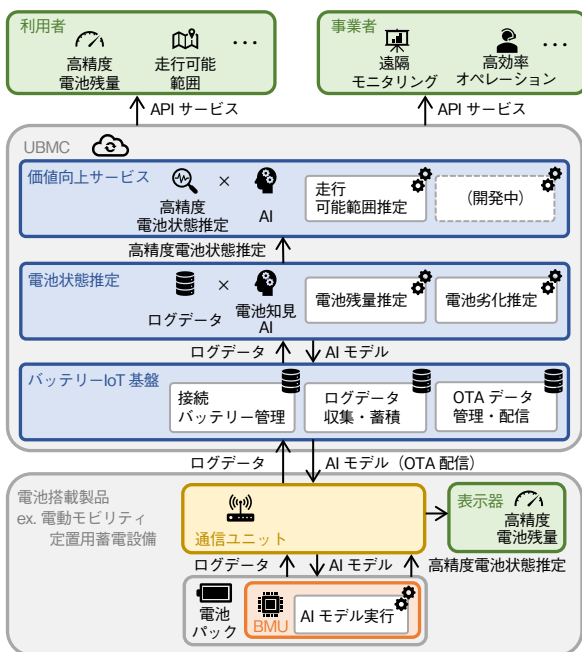 利用者
高精度
電池残量
走行可能
範囲
…
事業者
遠隔
モニタリング
高効率
オペレーション
…
API サービス
API サービス
UBMC
価値向上サービス
×
高精度
電池状態推定
AI
走行
可能範囲推定
（開発中）
高精度電池状態推定
電池状態推定
×
ログデータ
電池知見
AI
電池残量推定
電池劣化推定
ログデータ
AI モデル
バッテリーIoT 基盤
接続
バッテリー管理
ログデータ
収集・蓄積
OTA データ
管理・配信
ログデータ
AI モデル（OTA 配信）
電池搭載製品
ex. 電動モビリティ
定置用蓄電設備
通信ユニット
表示器
高精度
電池残量
ログデータ
AI モデル
高精度電池状態推定
電池
パック
BMU
AI モデル実行